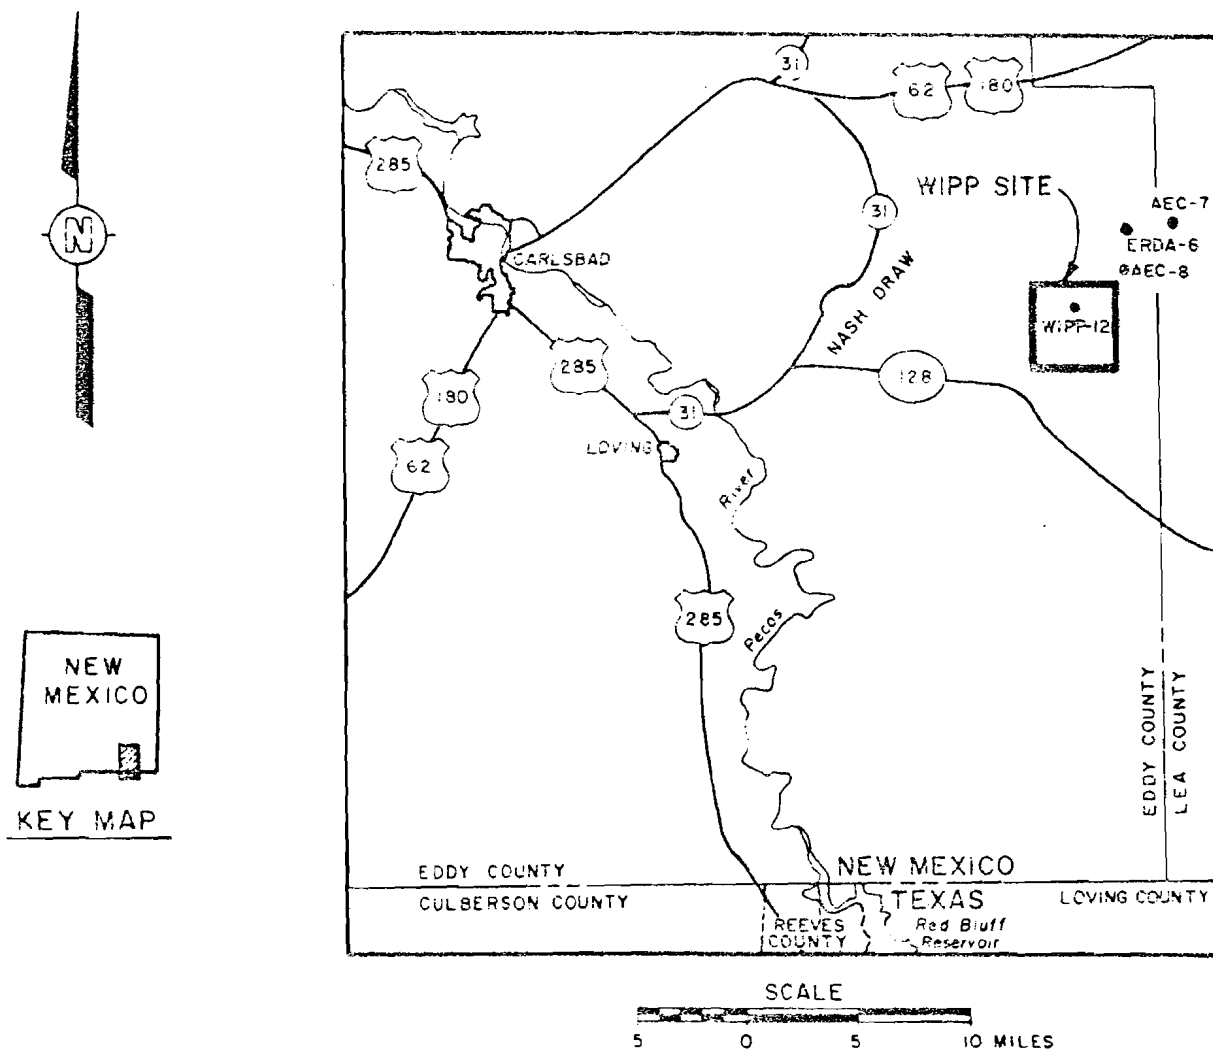 31
62
180
285
WIPP SITE
AEC-7
31
ERDA-6
CARLSBAD
AEC-8
NASH DRAW
WIPP-12
285
128
180
31
LOVING
62
River
285
Pecos
N
NEW
MEXICO
KEY MAP
EDDY COUNTY
LEA COUNTY
EDDY COUNTY
NEW MEXICO
CULBERSON COUNTY
TEXAS
LOVING COUNTY
REEVES
COUNTY
Red Bluff
Reservoir
SCALE
5 0 5 10 MILES